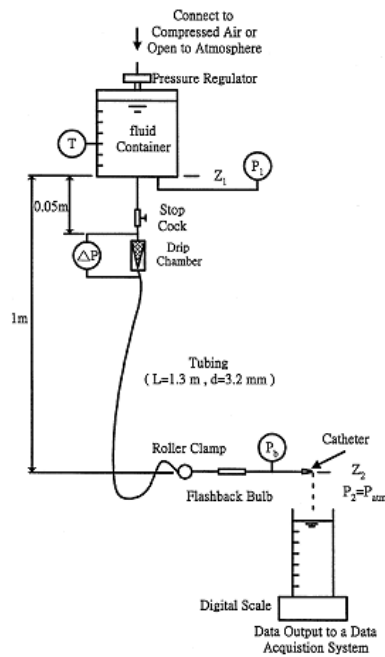 Connect to
Compressed Air or
Open to Atmosphere
Pressure Regulator
fluid
Container
T
Z1
P1
0.05m
Stop
Cock
ΔP
Drip
Chamber
1m
Tubing
( L=1.3 m , d=3.2 mm )
Roller Clamp
Pb
Catheter
Z2
P2=Patm
Flashback Bulb
Digital Scale
Data Output to a Data
Acquistion System